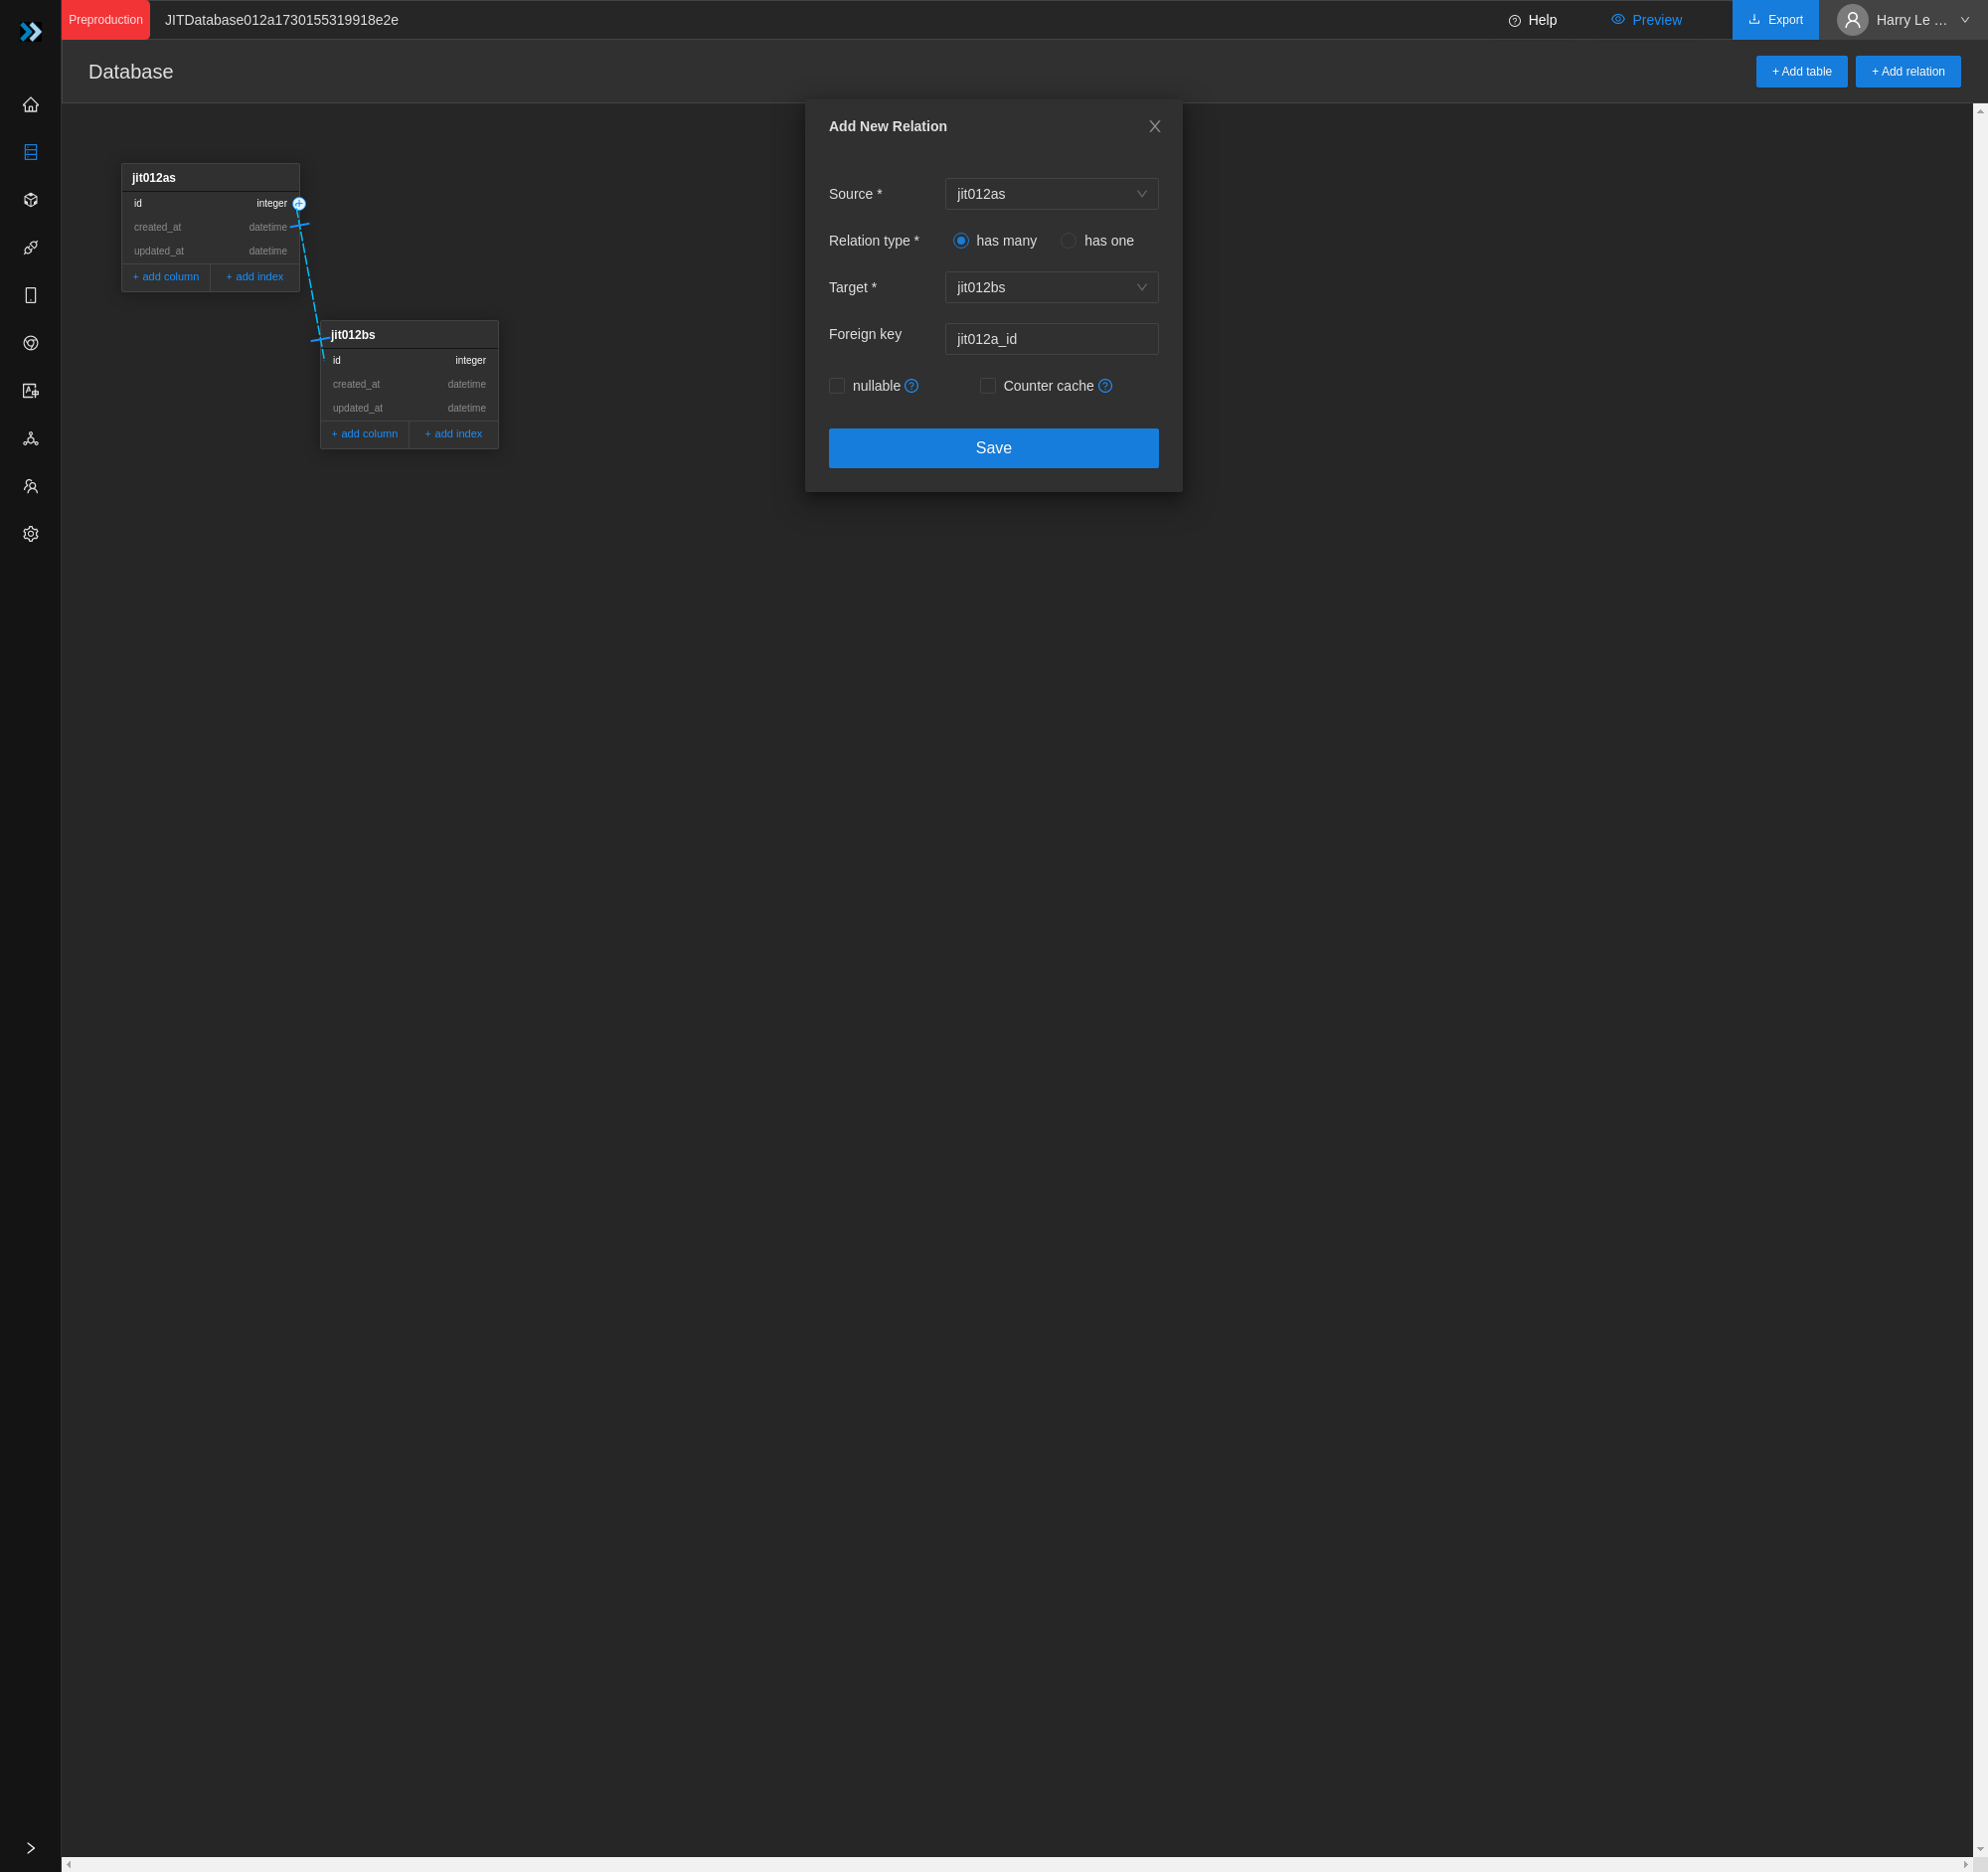 Preproduction JITDatabase012a1730155319918e2e Help Preview Export Harry Le ...
Database + Add table + Add relation
Add New Relation
Source * jit012as
Relation type * has many has one
Target * jit012bs
Foreign key jit012a_id
nullable Counter cache
Save
jit012as
id integer
created_at datetime
updated_at datetime
+ add column + add index
jit012bs
id integer
created_at datetime
updated_at datetime
+ add column + add index